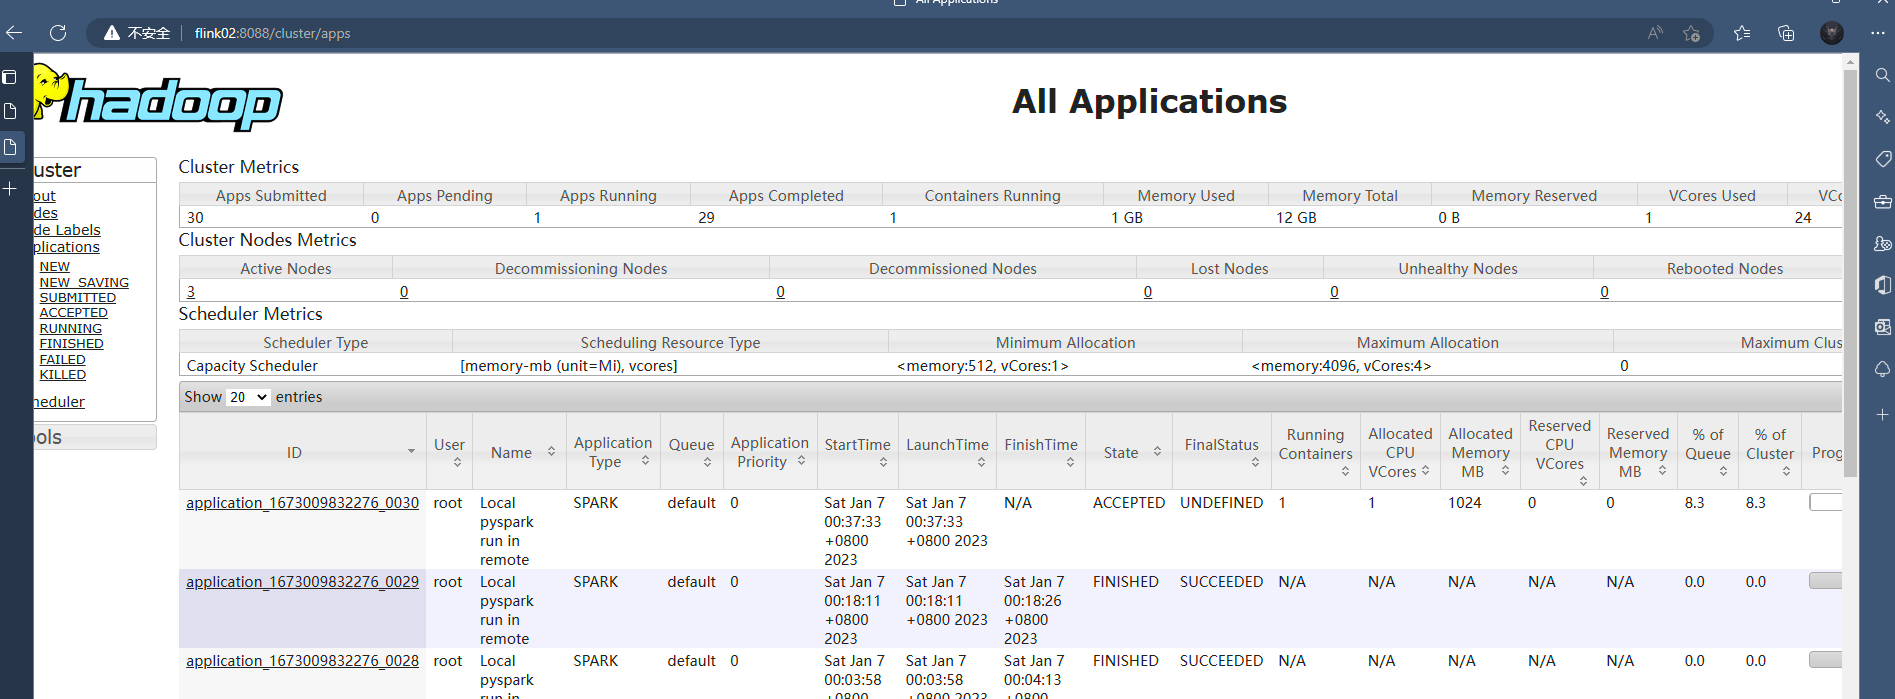 All Applications
不安全 flink02:8088/cluster/apps
hadoop
All Applications
uster
out
des
de Labels
plications
NEW
NEW_SAVING
SUBMITTED
ACCEPTED
RUNNING
FINISHED
FAILED
KILLED
heduler
ols
Cluster Metrics
Apps Submitted Apps Pending Apps Running Apps Completed Containers Running Memory Used Memory Total Memory Reserved VCores Used VCo
30 0 1 29 1 1 GB 12 GB 0 B 1 24
Cluster Nodes Metrics
Active Nodes Decommissioning Nodes Decommissioned Nodes Lost Nodes Unhealthy Nodes Rebooted Nodes
3 0 0 0 0 0
Scheduler Metrics
Scheduler Type Scheduling Resource Type Minimum Allocation Maximum Allocation Maximum Clus
Capacity Scheduler [memory-mb (unit=Mi), vcores] <memory:512, vCores:1> <memory:4096, vCores:4> 0
Show 20 entries
ID User Name Application Type Queue Application Priority StartTime LaunchTime FinishTime State FinalStatus Running Containers Allocated CPU VCores Allocated Memory MB Reserved CPU VCores Reserved Memory MB % of Queue % of Cluster Prog
application_1673009832276_0030 root Local pyspark run in remote SPARK default 0 Sat Jan 7 00:37:33 +0800 2023 Sat Jan 7 00:37:33 +0800 2023 N/A ACCEPTED UNDEFINED 1 1 1024 0 0 8.3 8.3
application_1673009832276_0029 root Local pyspark run in remote SPARK default 0 Sat Jan 7 00:18:11 +0800 2023 Sat Jan 7 00:18:11 +0800 2023 Sat Jan 7 00:18:26 +0800 2023 FINISHED SUCCEEDED N/A N/A N/A N/A N/A 0.0 0.0
application_1673009832276_0028 root Local pyspark run in SPARK default 0 Sat Jan 7 00:03:58 +0800 Sat Jan 7 00:03:58 +0800 2023 Sat Jan 7 00:04:13 +0800 FINISHED SUCCEEDED N/A N/A N/A N/A N/A 0.0 0.0